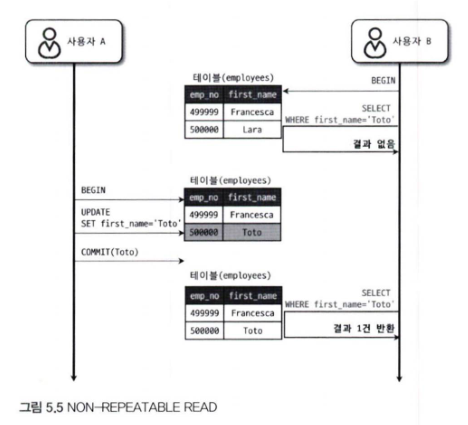 사용자 A
사용자 B
테이블(employees)
BEGIN
emp_no first_name
499999 Francesca
500000 Lara
SELECT
WHERE first_name='Toto'
결과 없음
테이블(employees)
BEGIN
emp_no first_name
UPDATE
SET first_name='Toto'
499999 Francesca
500000 Toto
COMMIT(Toto)
테이블(employees)
emp_no first_name
499999 Francesca
500000 Toto
SELECT
WHERE first_name='Toto'
결과 1건 반환
그림 5.5 NON-REPEATABLE READ